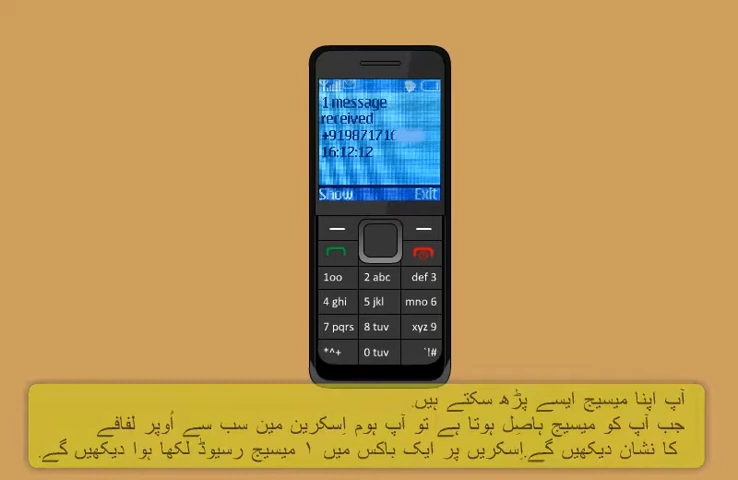 1 message
received
+91987171
16:12:12
Show Exit
1oo 2 abc def 3
4 ghi 5 jkl mno 6
7 pqrs 8 tuv xyz 9
*^+ 0 tuv `!#
آپ اپنا میسیج ایسے پڑھ سکتے ہیں.
جب آپ کو میسیج ہاصل ہوتا ہے تو آپ ہوم اِسکرین مین سب سے اُوپر لفافے
کا نشان دیکھیں گے.اِسکریں پر ایک باکس میں ۱ میسیج رسیوڈ لکھا ہوا دیکھیں گے.